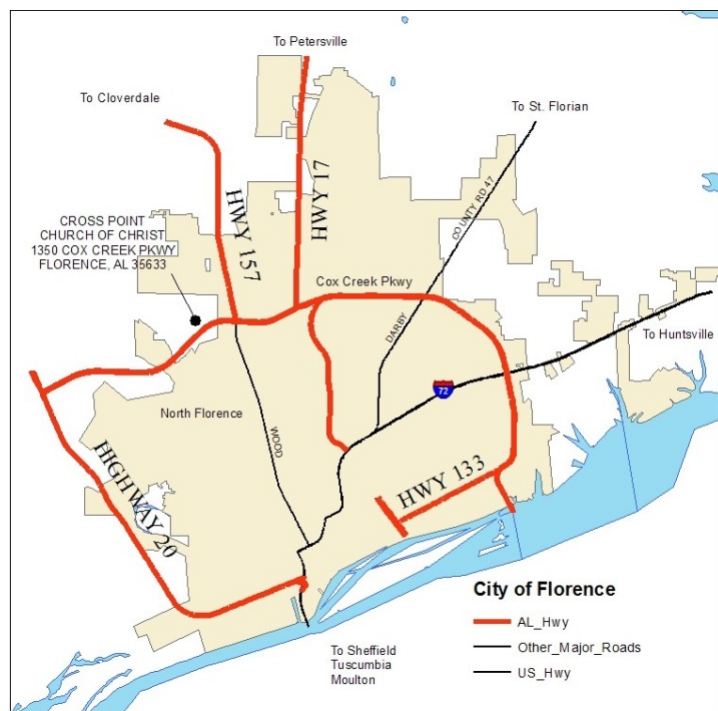 To Petersville
To Cloverdale
To St. Florian
HWY 17
HWY 157
COUNTY RD 47
CROSS POINT
CHURCH OF CHRIST
1350 COX CREEK PKWY
FLORENCE, AL 35633
Cox Creek Pkwy
DARBY
To Huntsville
72
North Florence
WOOD
HWY 133
HIGHWAY 20
City of Florence
AL_Hwy
Other_Major_Roads
US_Hwy
To Sheffield
Tuscumbia
Moulton